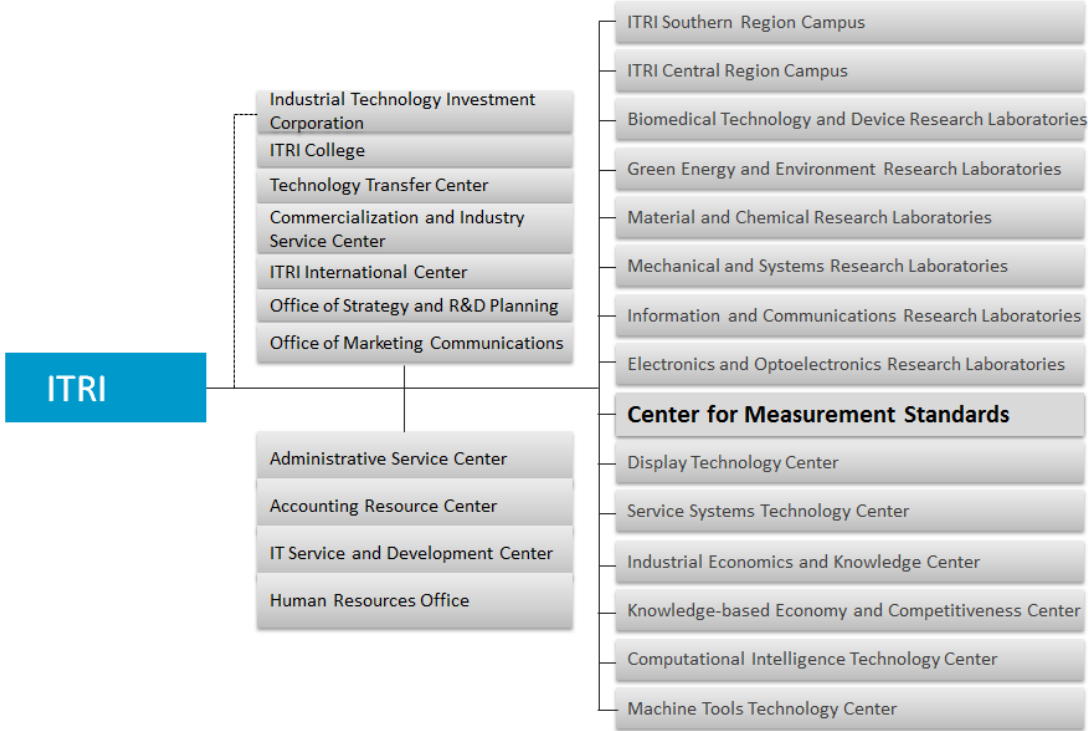 ITRI
Industrial Technology Investment
Corporation
ITRI College
Technology Transfer Center
Commercialization and Industry
Service Center
ITRI International Center
Office of Strategy and R&D Planning
Office of Marketing Communications
Administrative Service Center
Accounting Resource Center
IT Service and Development Center
Human Resources Office
ITRI Southern Region Campus
ITRI Central Region Campus
Biomedical Technology and Device Research Laboratories
Green Energy and Environment Research Laboratories
Material and Chemical Research Laboratories
Mechanical and Systems Research Laboratories
Information and Communications Research Laboratories
Electronics and Optoelectronics Research Laboratories
Center for Measurement Standards
Display Technology Center
Service Systems Technology Center
Industrial Economics and Knowledge Center
Knowledge-based Economy and Competitiveness Center
Computational Intelligence Technology Center
Machine Tools Technology Center